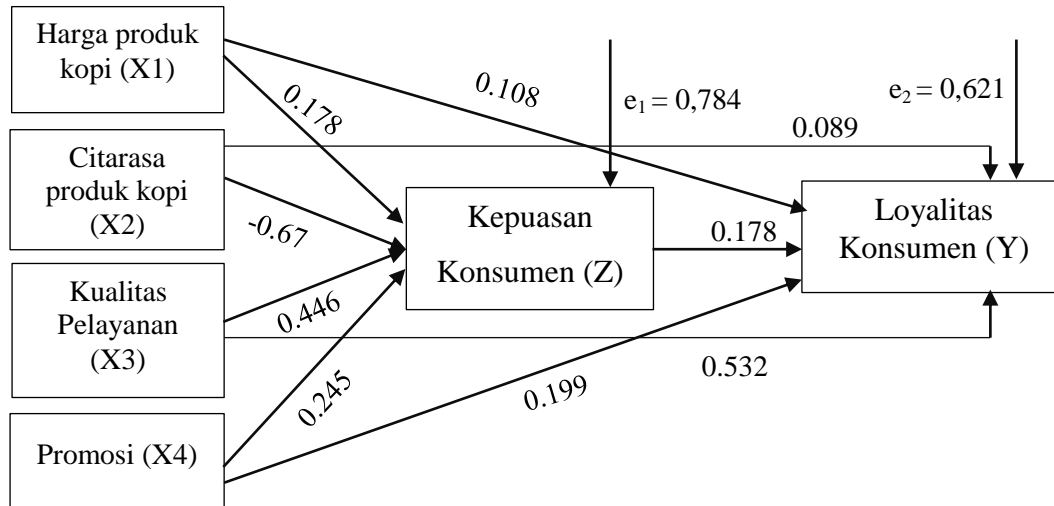 Harga produk
kopi (X1)
0.178
0.108
e₁ = 0,784
e₂ = 0,621
0.089
Citarasa
produk kopi
(X2)
-0.67
Kepuasan
Konsumen (Z)
0.178
Loyalitas
Konsumen (Y)
Kualitas
Pelayanan
(X3)
0.446
0.532
0.245
0.199
Promosi (X4)